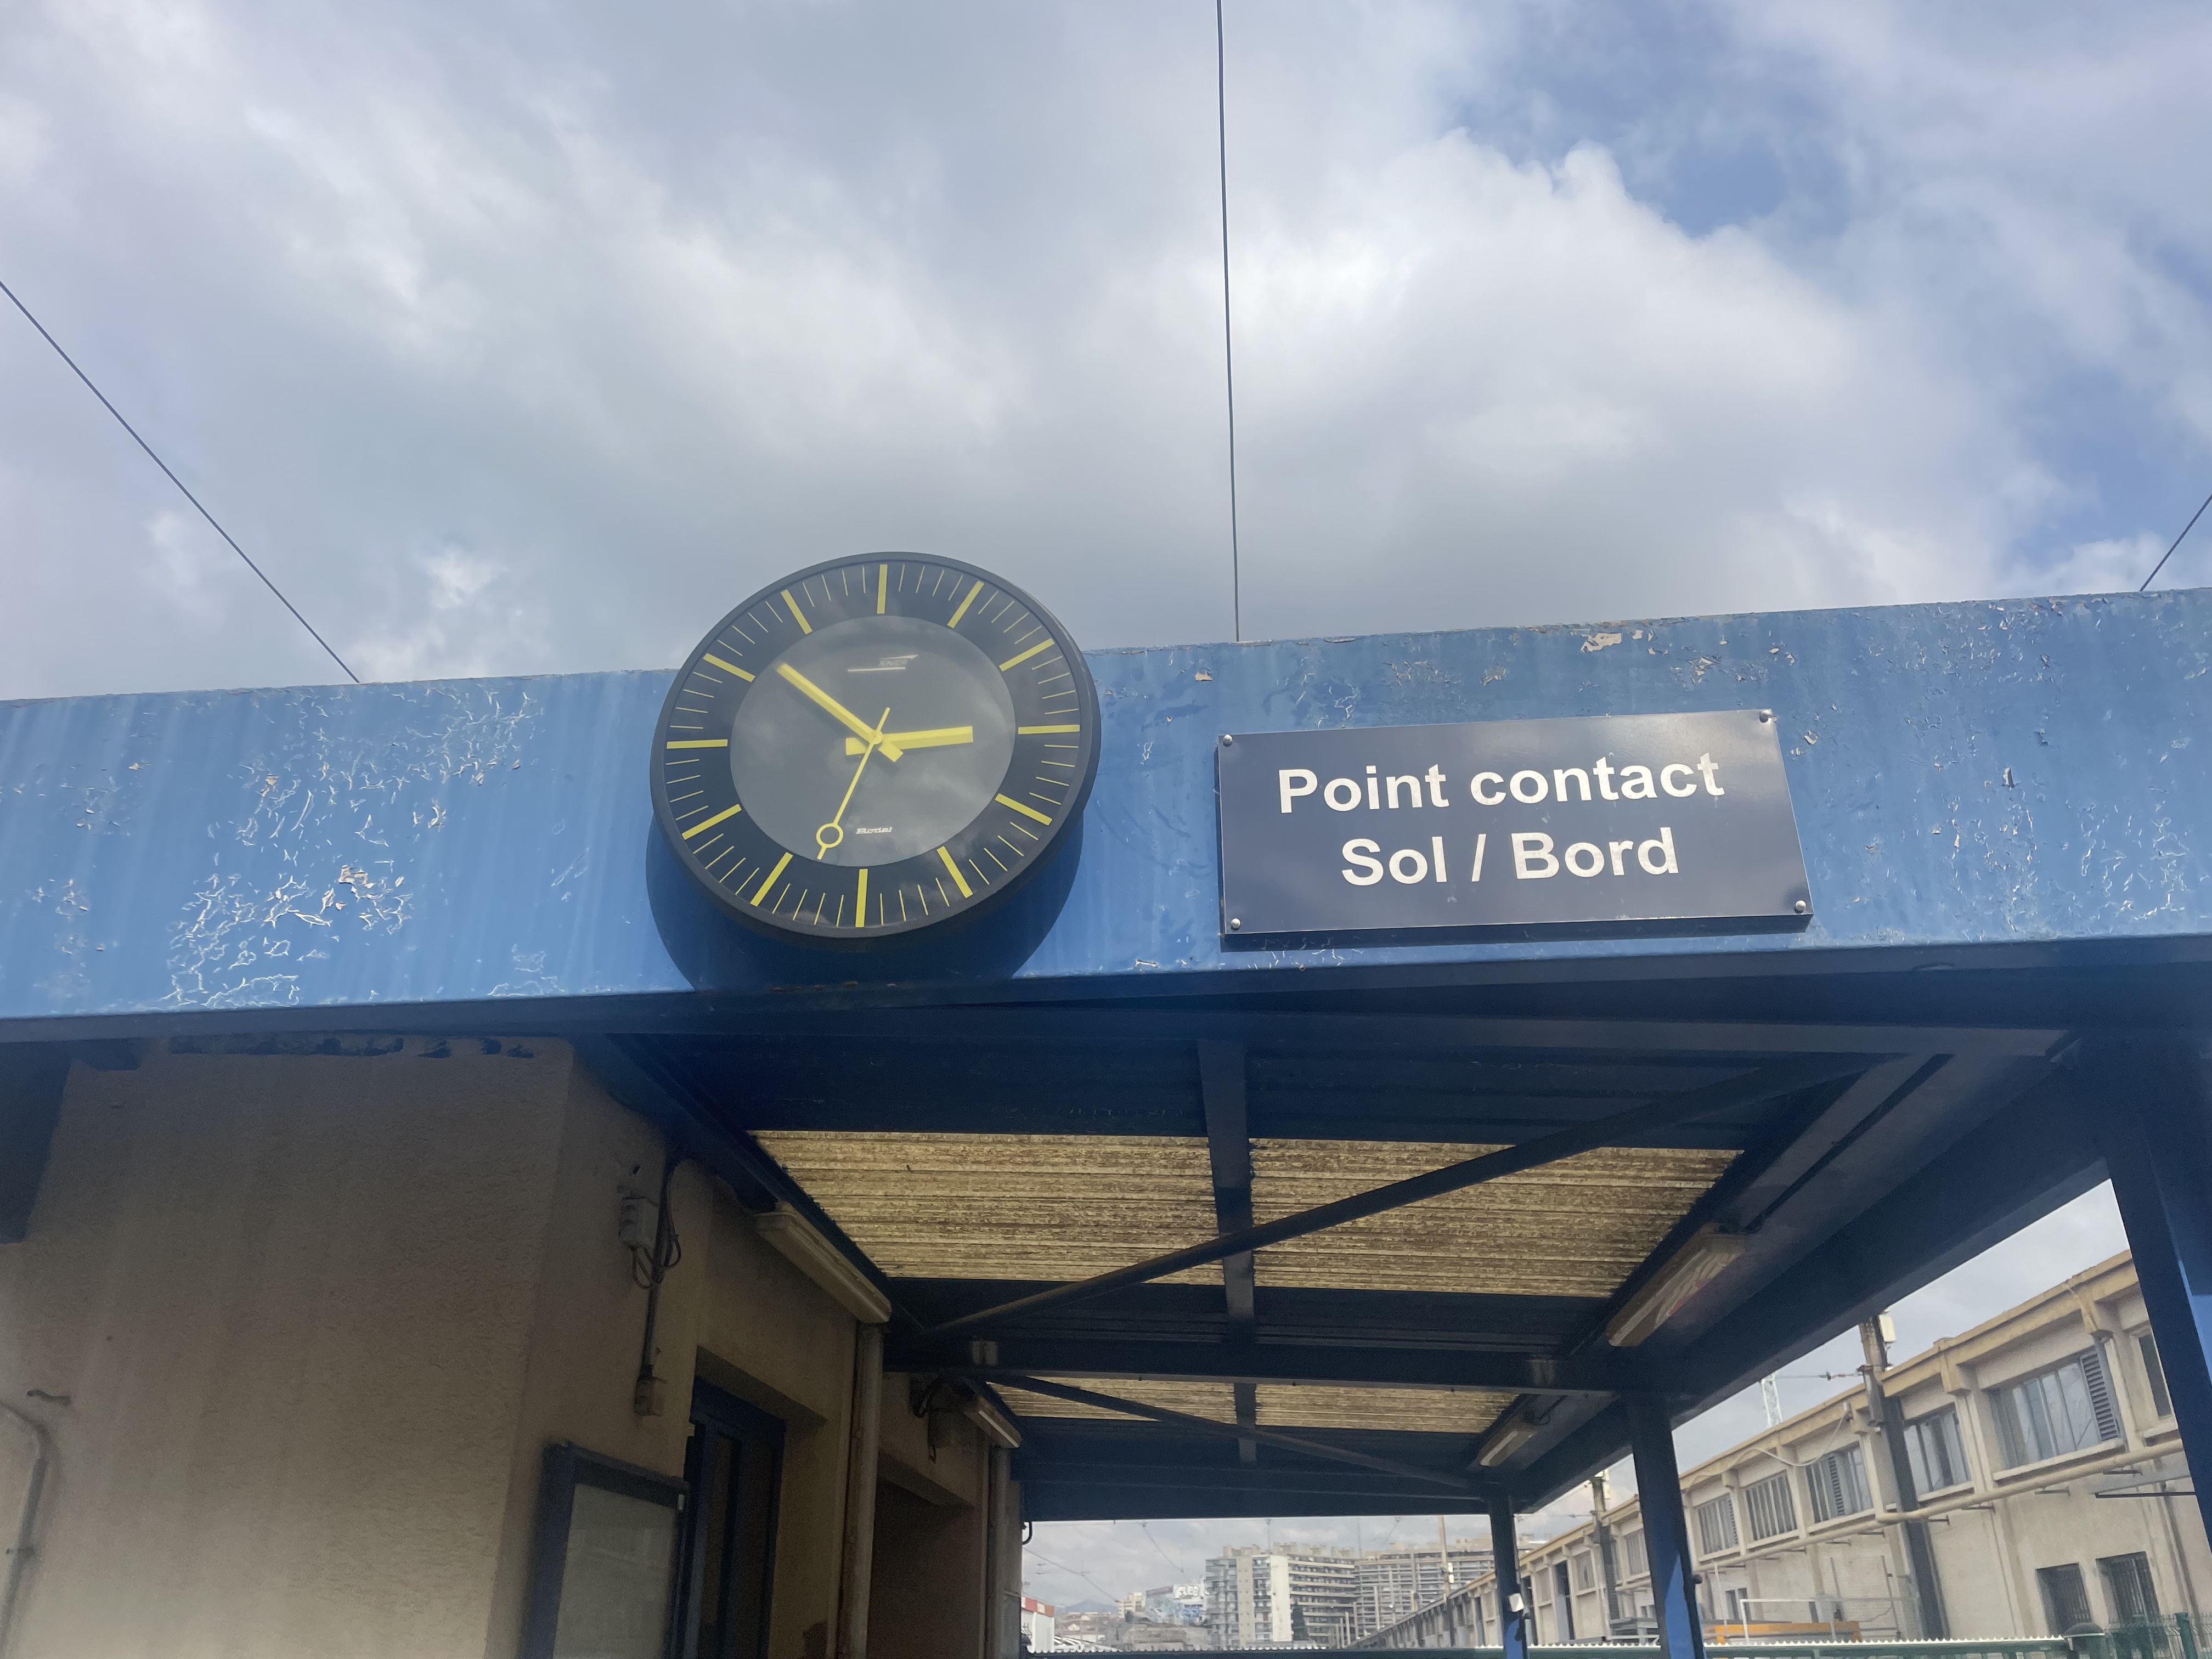 Point contact
Sol / Bord